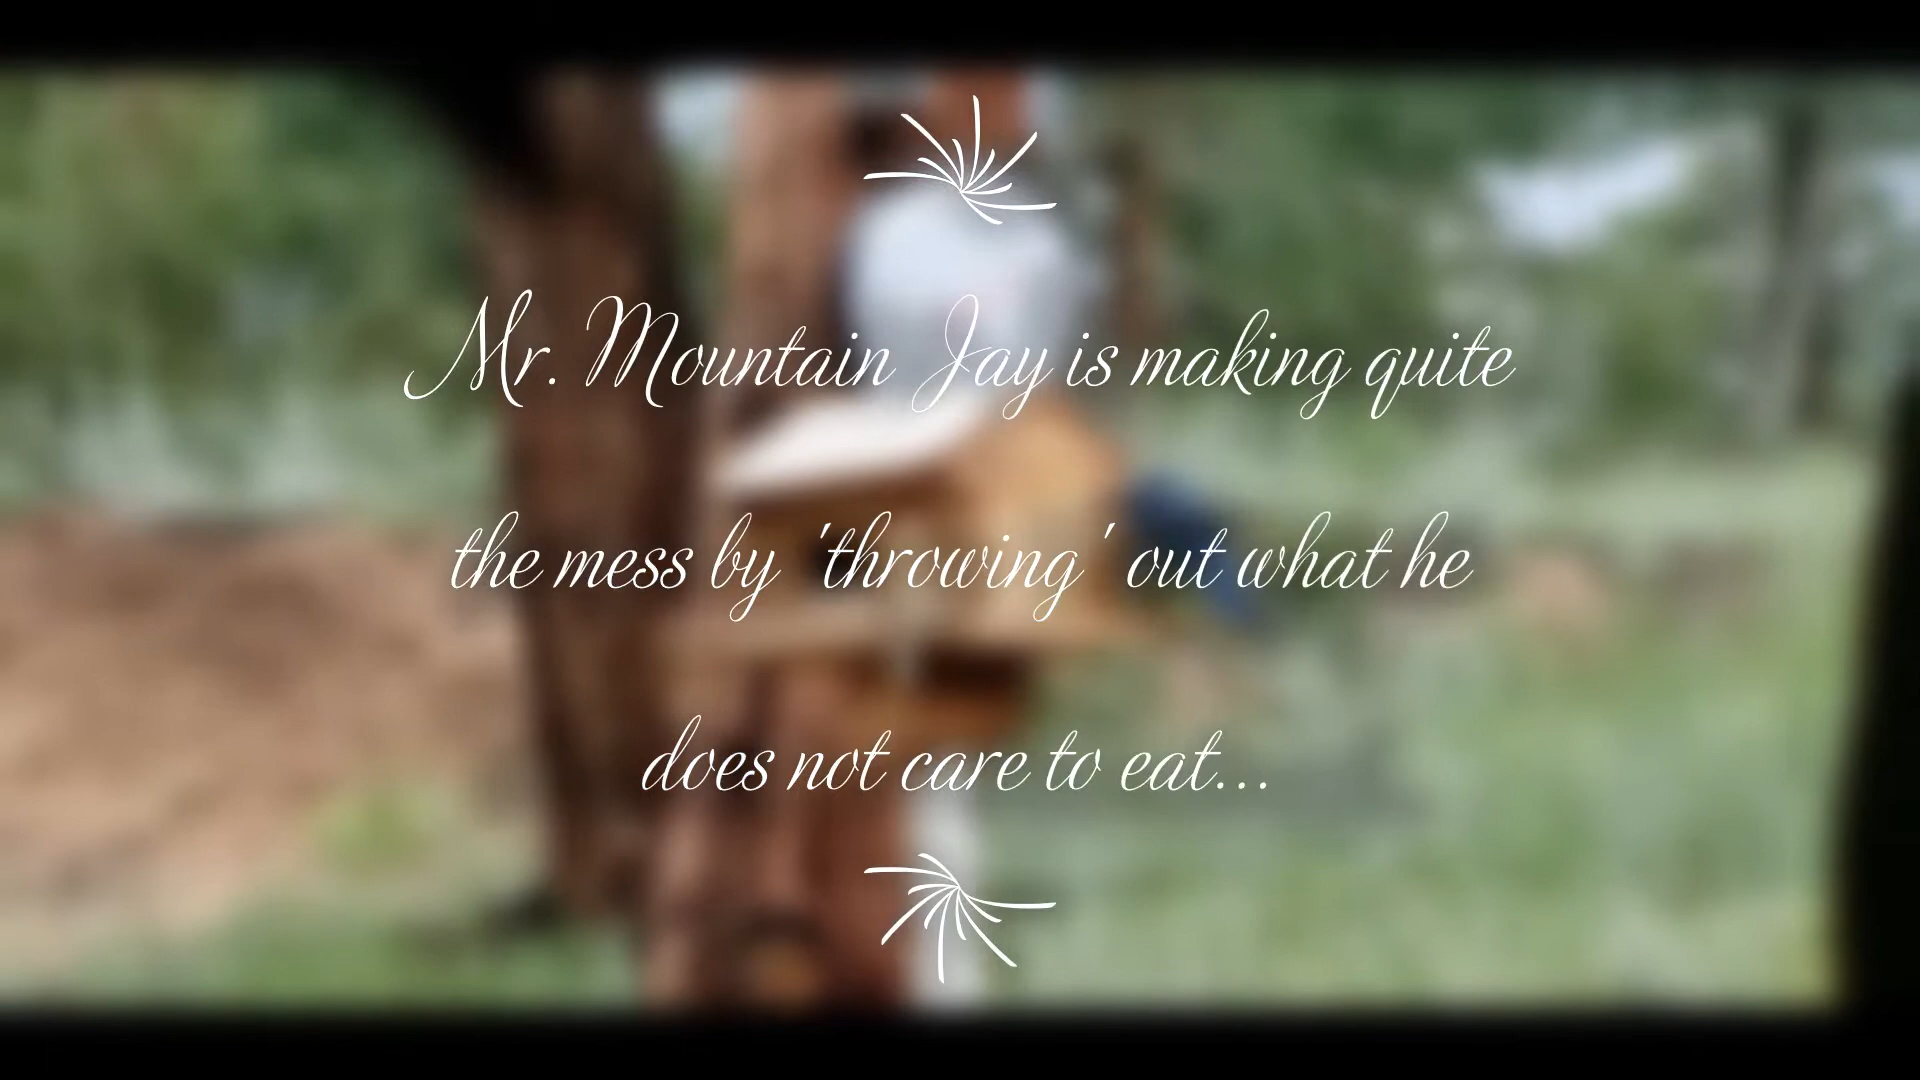 Mr. Mountain Jay is making quite
the mess by 'throwing' out what he
does not care to eat...